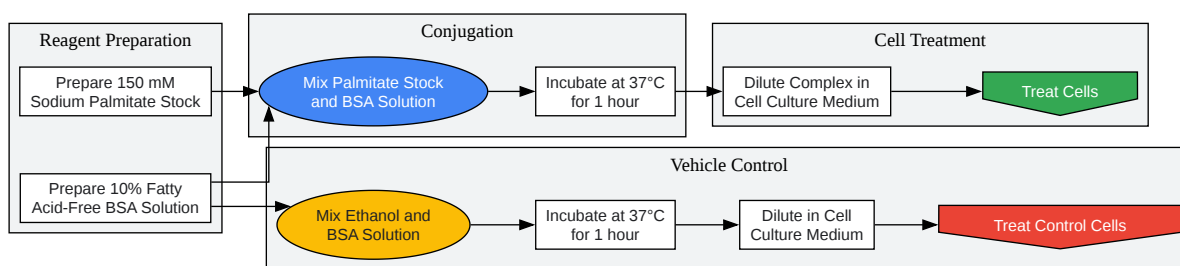 Reagent Preparation
Prepare 150 mM
Sodium Palmitate Stock
Prepare 10% Fatty
Acid-Free BSA Solution
Conjugation
Mix Palmitate Stock
and BSA Solution
Incubate at 37°C
for 1 hour
Cell Treatment
Dilute Complex in
Cell Culture Medium
Treat Cells
Vehicle Control
Mix Ethanol and
BSA Solution
Incubate at 37°C
for 1 hour
Dilute in Cell
Culture Medium
Treat Control Cells